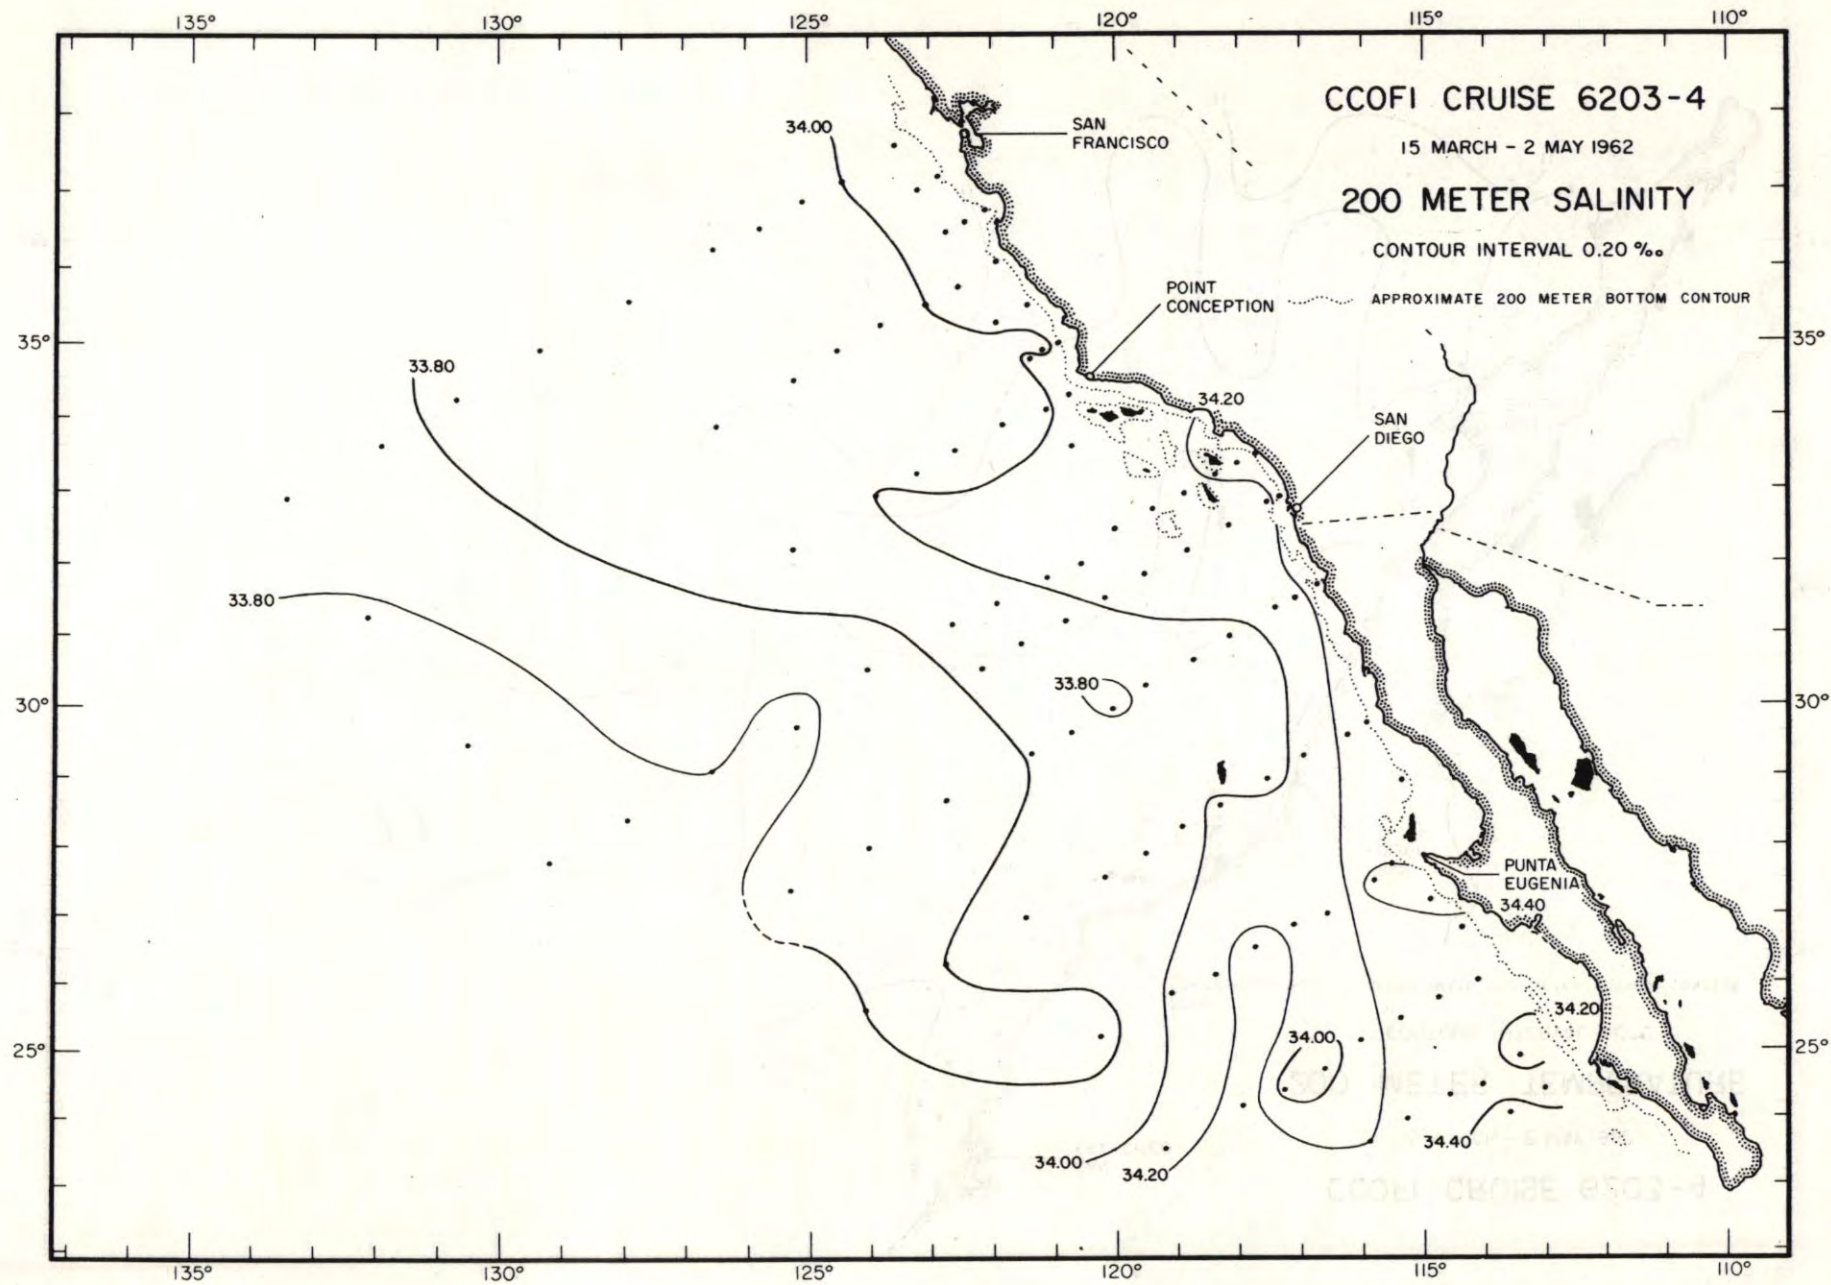 135° 130° 125° 120° 115° 110°
CCOFI CRUISE 6203-4
15 MARCH - 2 MAY 1962
200 METER SALINITY
CONTOUR INTERVAL 0.20 ‰
APPROXIMATE 200 METER BOTTOM CONTOUR
34.00
SAN
FRANCISCO
POINT
CONCEPTION
35° 35°
33.80
34.20
SAN
DIEGO
33.80
33.80
30° 30°
PUNTA
EUGENIA
34.40
34.20
34.00
25° 25°
34.40
34.00
34.20
135° 130° 125° 120° 115° 110°